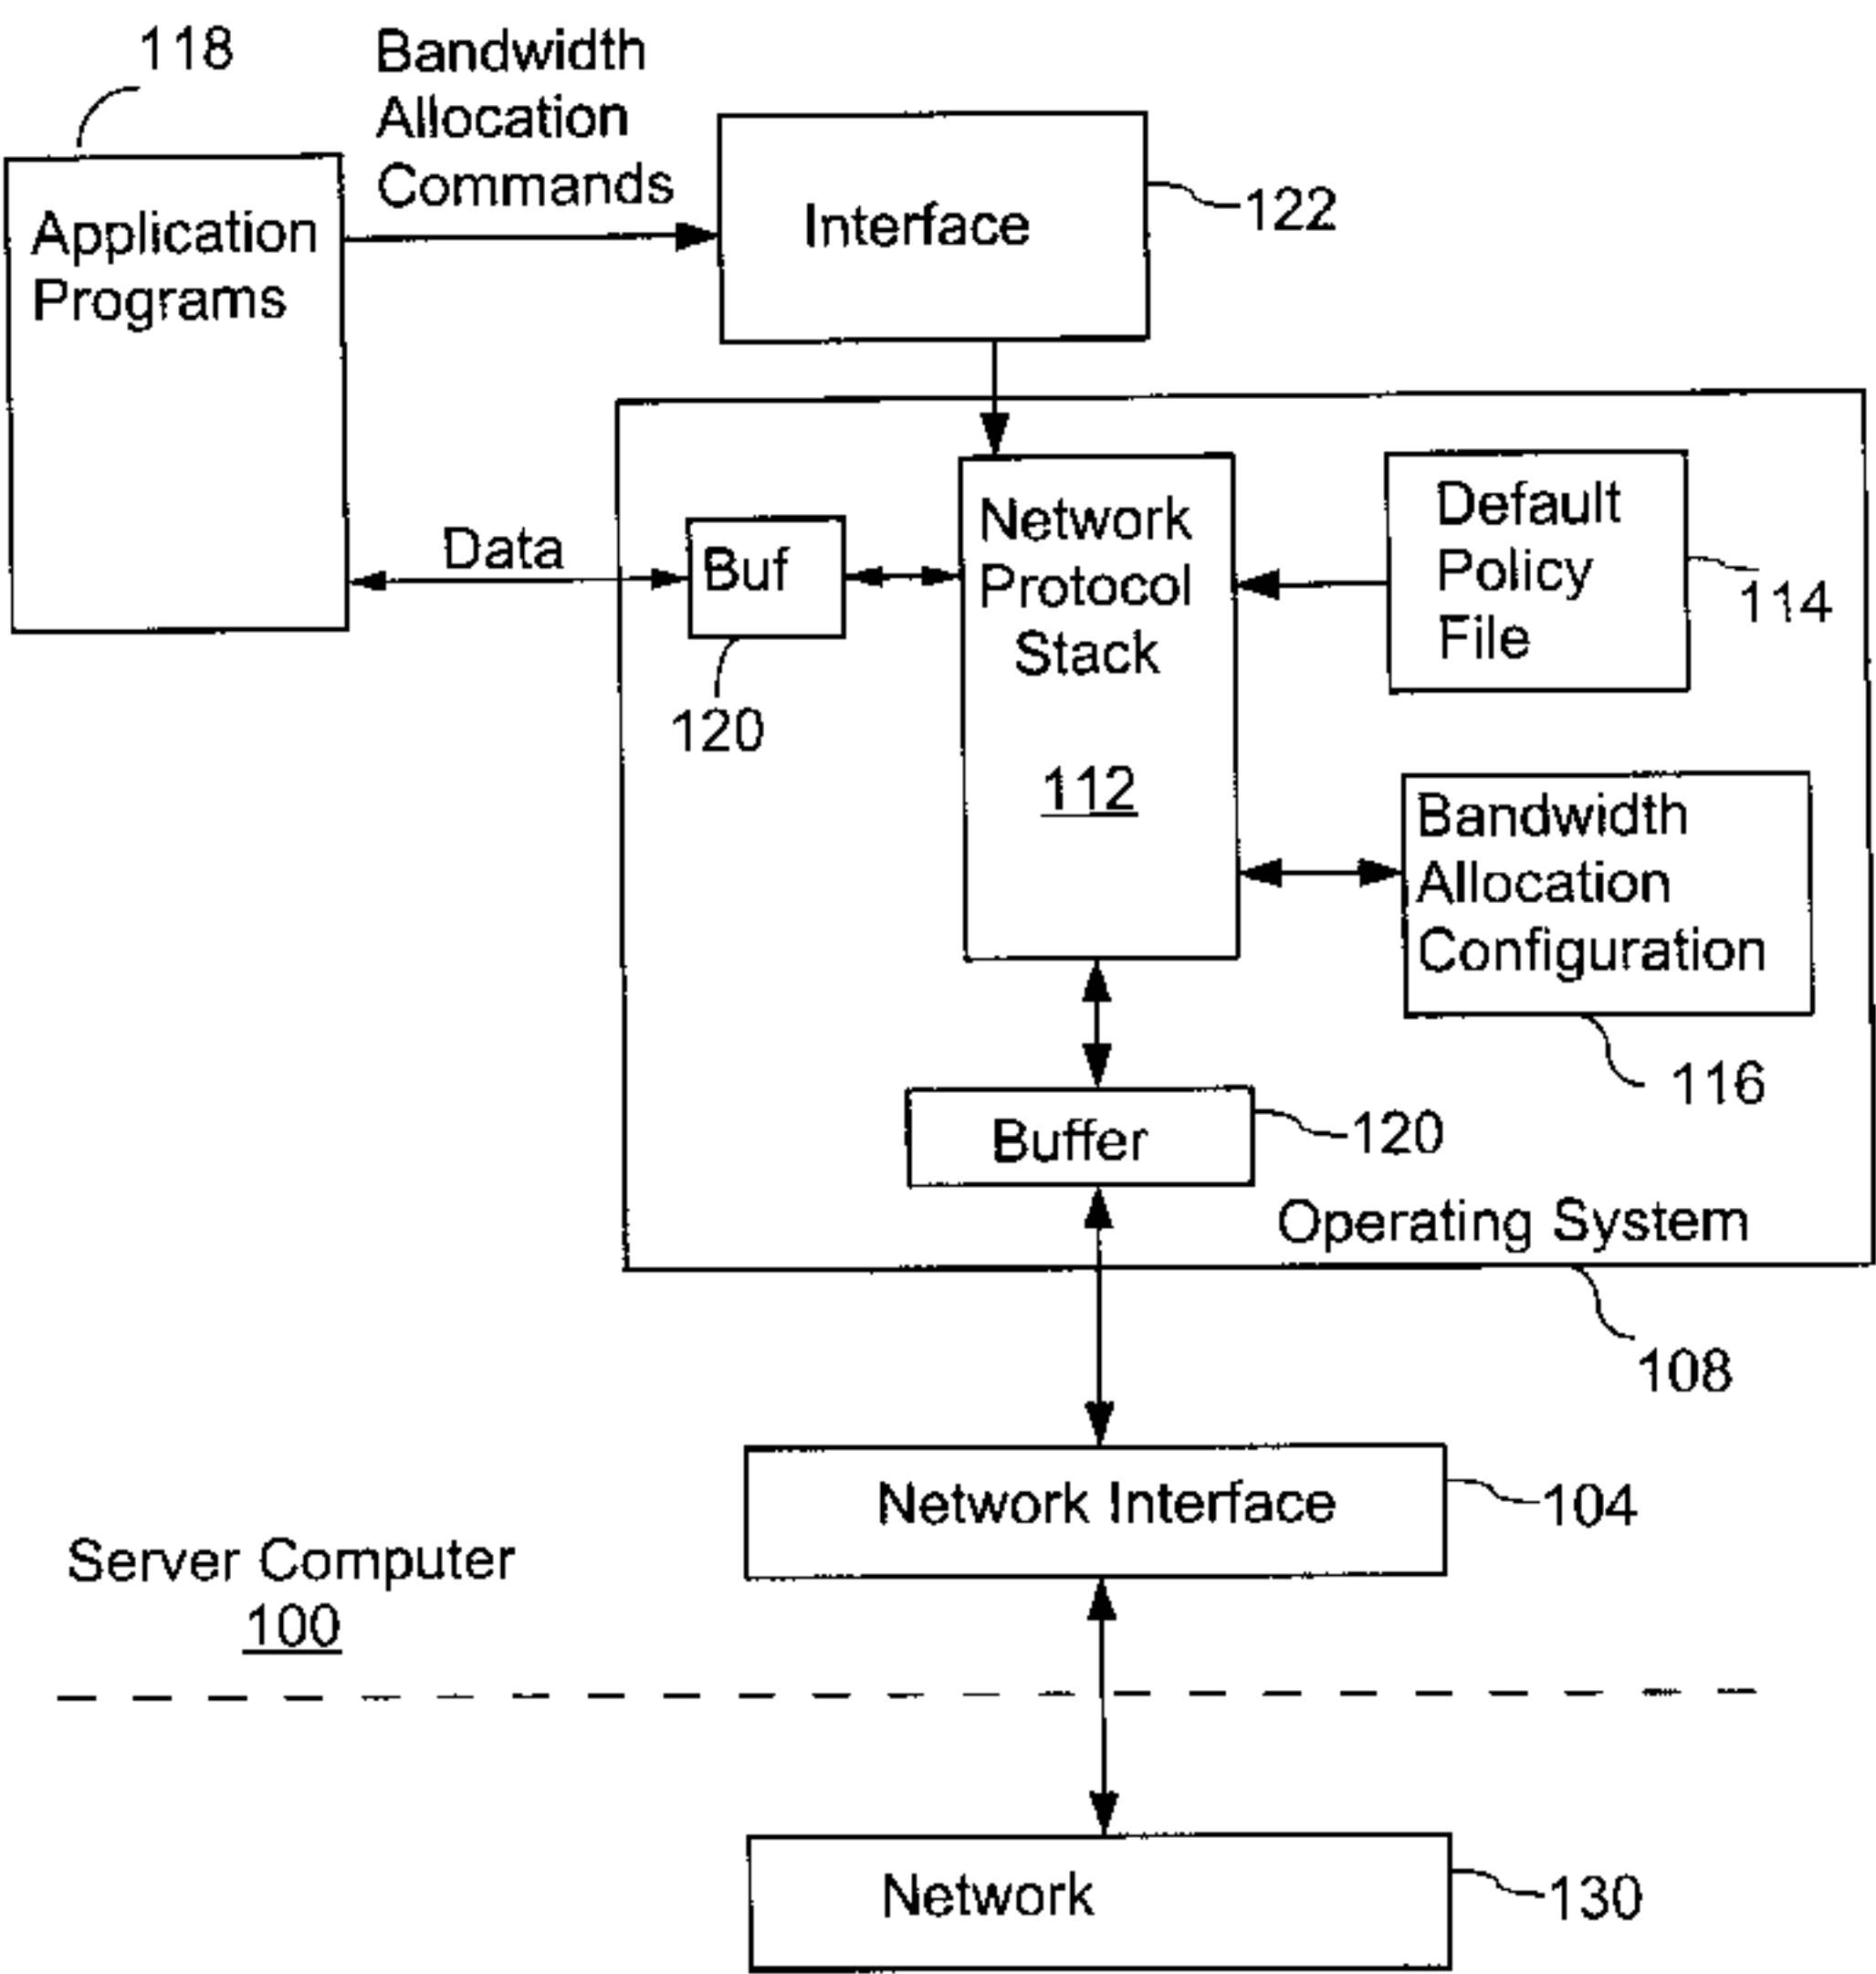 118
Bandwidth
Allocation
Commands
Application
Programs
Interface
122
Data
Buf
120
Network
Protocol
Stack
112
Default
Policy
File
114
Bandwidth
Allocation
Configuration
116
Buffer
120
Operating System
108
Network Interface
104
Server Computer
100
Network
130